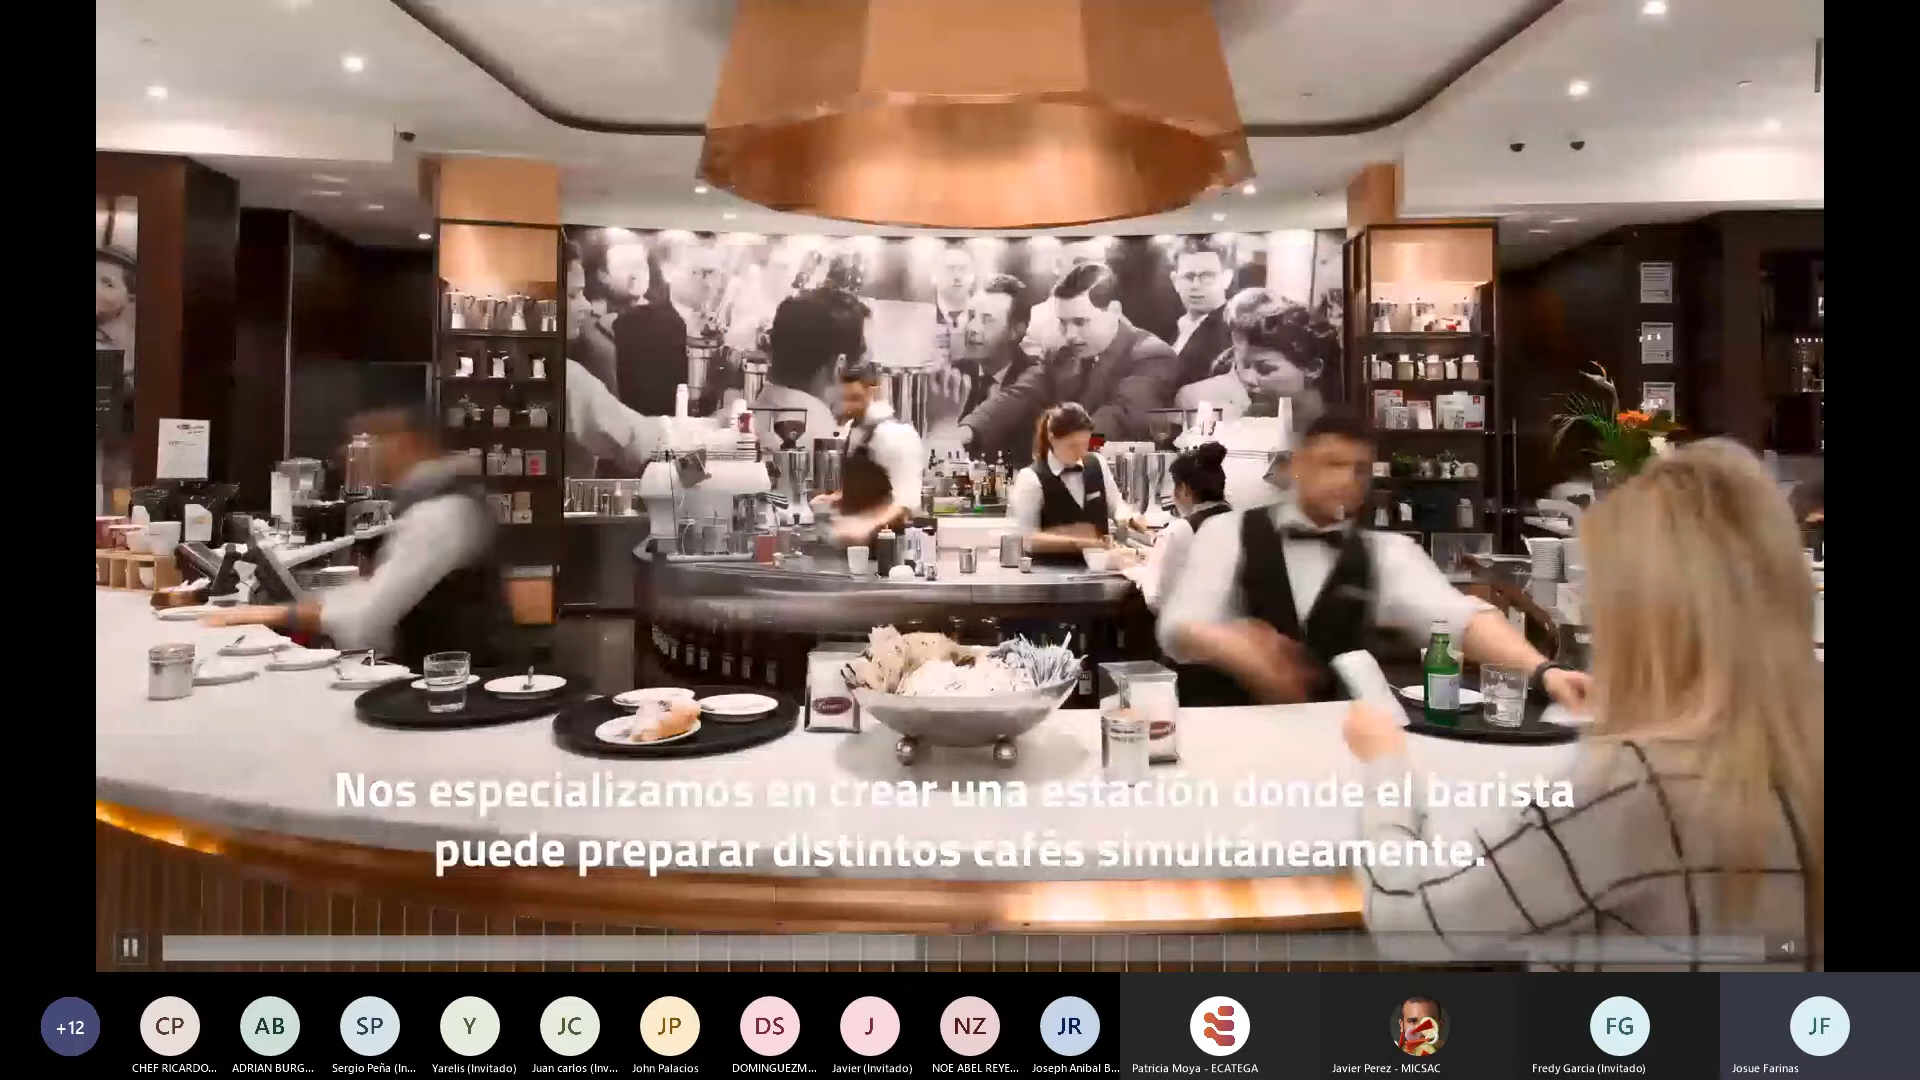 Nos especializamos en crear una estación donde el barista
puede preparar distintos cafés simultáneamente.
+12
CP
AB
SP
Y
JC
JP
DS
J
NZ
JR
FG
JF
CHEF RICARDO...
ADRIAN BURG...
Sergio Peña (In...
Yarelis (Invitado)
Juan carlos (Inv...
John Palacios
DOMINGUEZM...
Javier (Invitado)
NOE ABEL REYE...
Joseph Anibal B...
Patricia Moya - ECATEGA
Javier Perez - MICSAC
Fredy Garcia (Invitado)
Josue Farinas